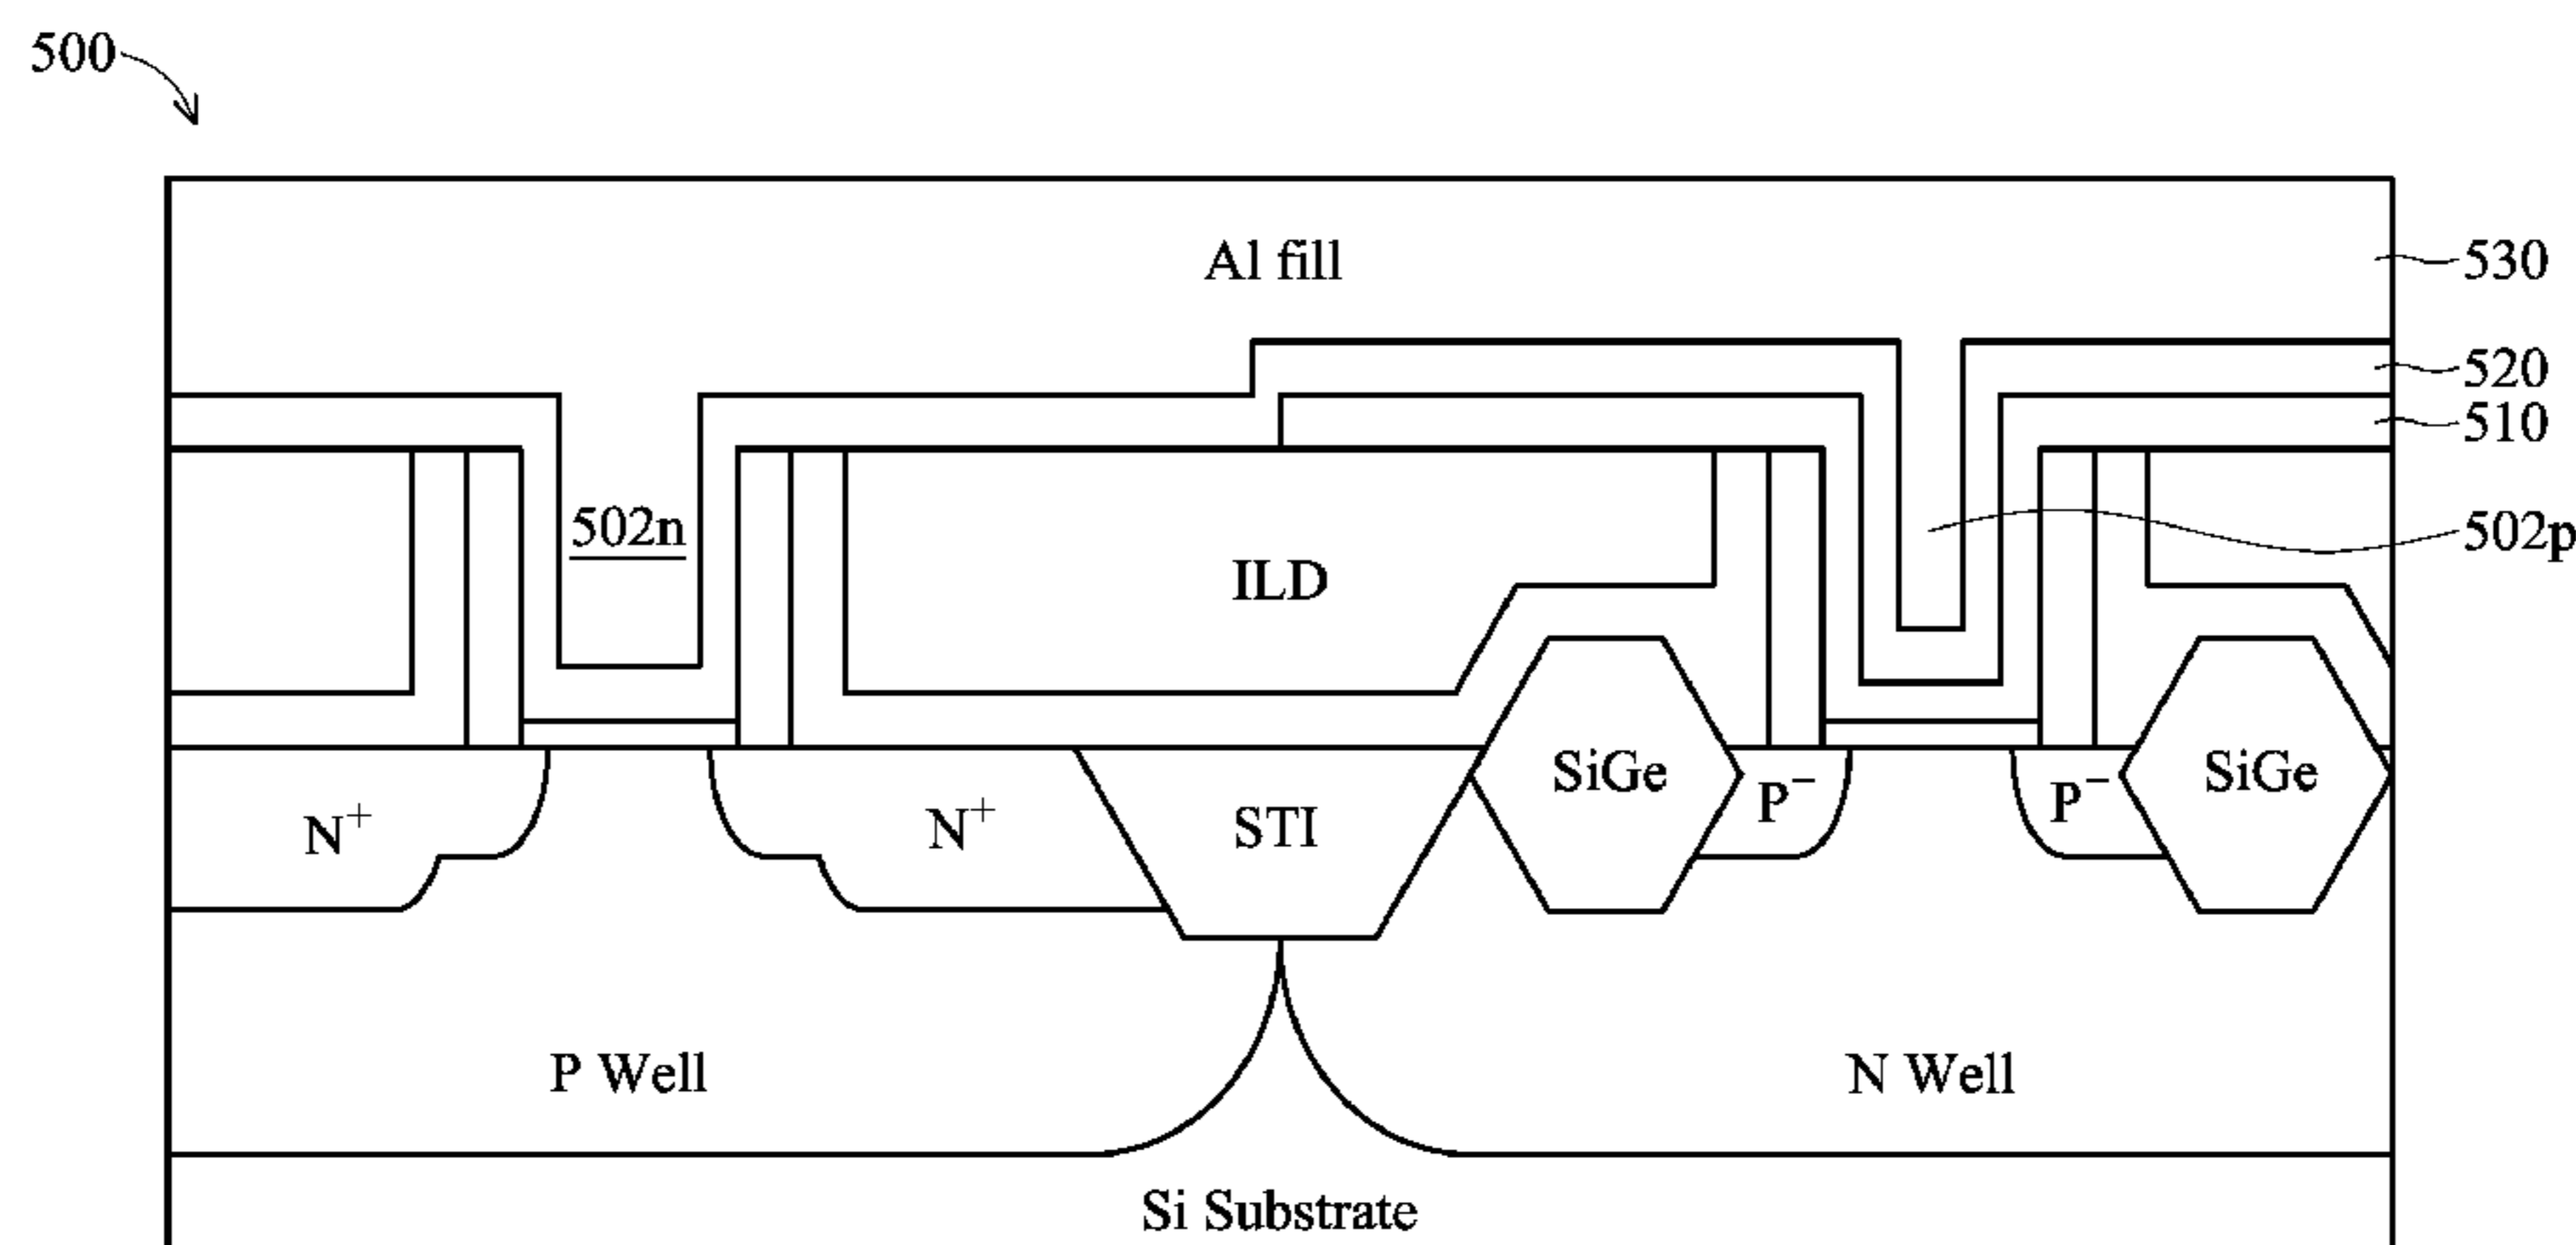 500
Al fill
530
520
510
502n
502p
ILD
SiGe
SiGe
N⁺
N⁺
STI
P⁻
P⁻
P Well
N Well
Si Substrate